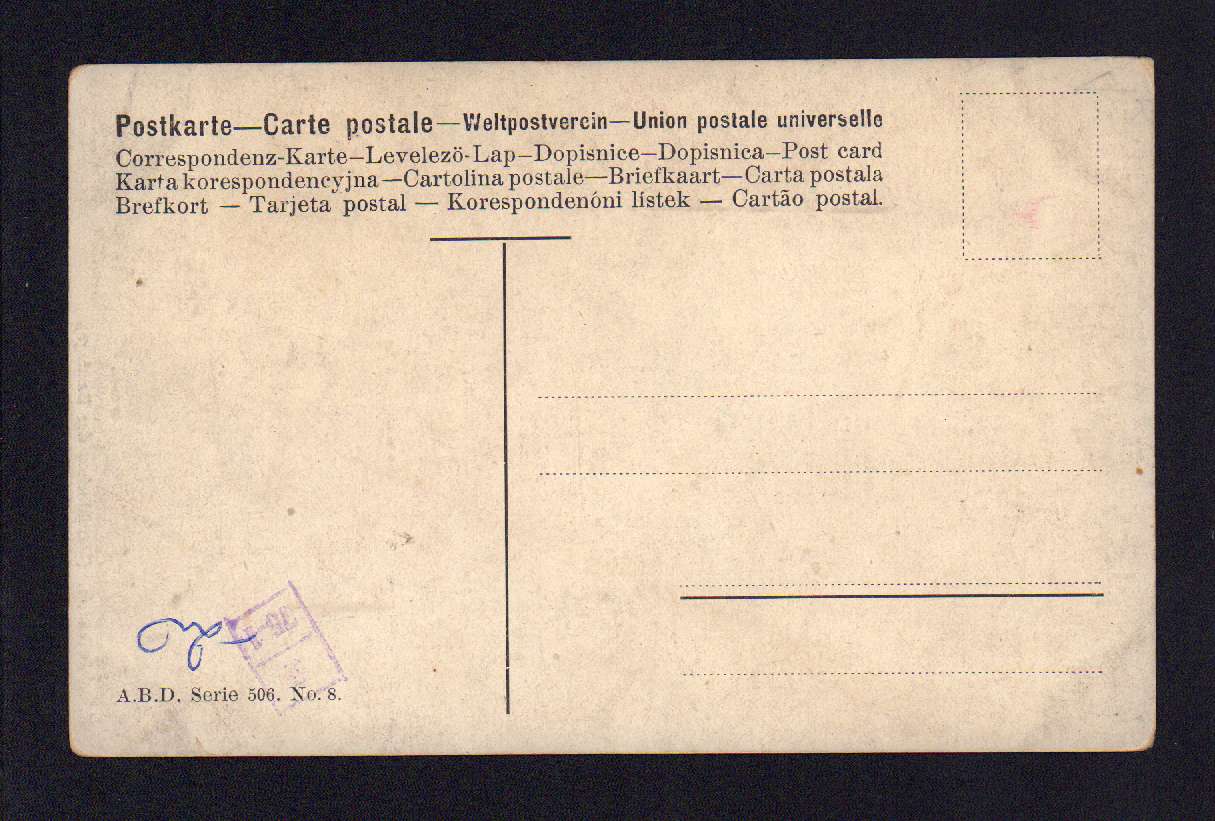 Postkarte—Carte postale—Weltpostverein—Union postale universelle
Correspondenz-Karte—Levelezö-Lap—Dopisnice—Dopisnica—Post card
Karta korespondencyjna—Cartolina postale—Briefkaart—Carta postala
Brefkort — Tarjeta postal — Korespondenóni lístek — Cartão postal.
A.B.D. Serie 506. No. 8.